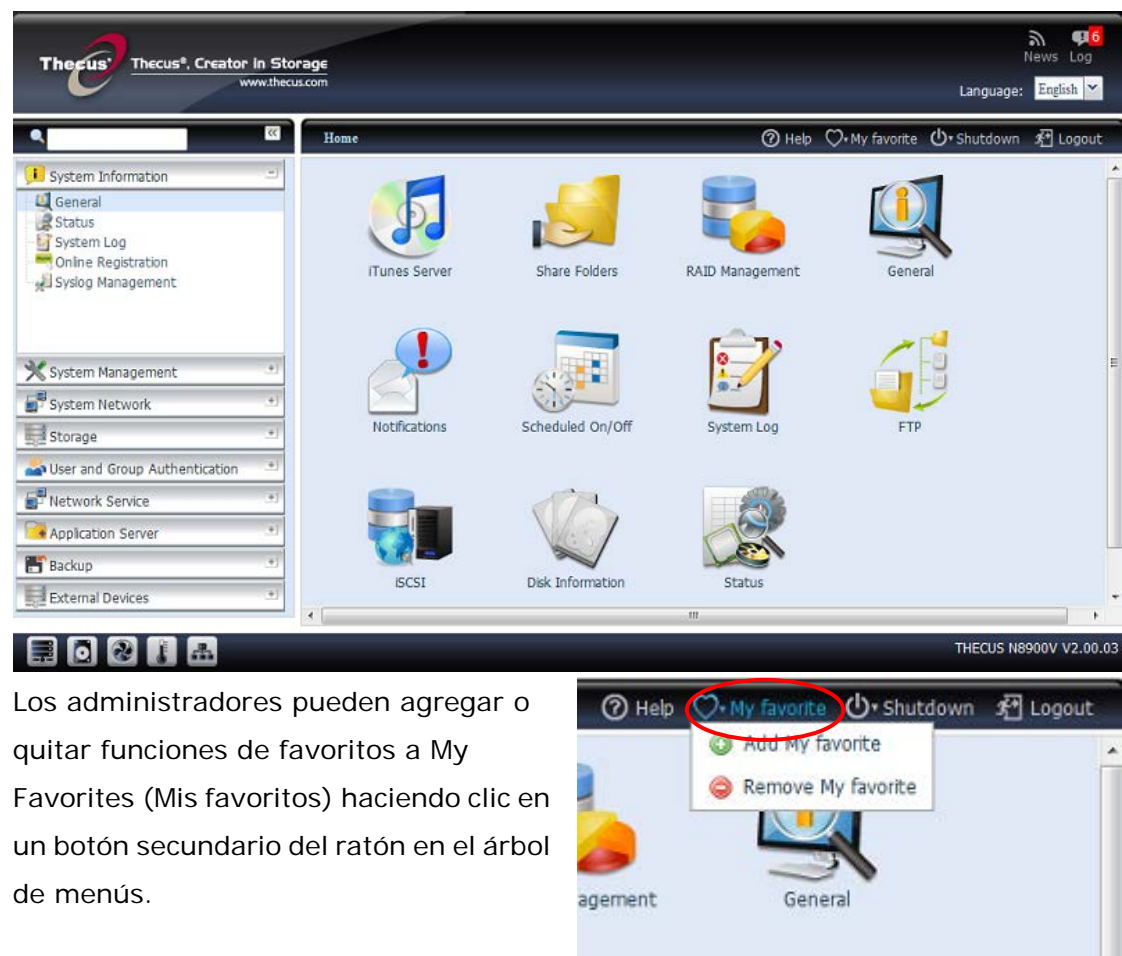 Thecus® Thecus®, Creator in Storage
www.thecus.com
6
News Log
Language: English
Home
Help My favorite Shutdown Logout
System Information
General
Status
System Log
Online Registration
Syslog Management
System Management
System Network
Storage
User and Group Authentication
Network Service
Application Server
Backup
External Devices
iTunes Server Share Folders RAID Management General
Notifications Scheduled On/Off System Log FTP
iSCSI Disk Information Status
THECUS N8900V V2.00.03
Los administradores pueden agregar o
quitar funciones de favoritos a My
Favorites (Mis favoritos) haciendo clic en
un botón secundario del ratón en el árbol
de menús.
Help My favorite Shutdown Logout
Add My favorite
Remove My favorite
agement General